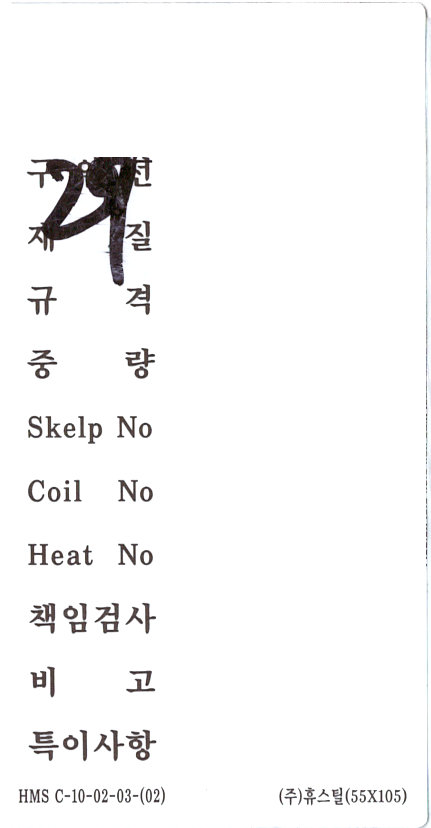 29
재 질
규 격
중 량
Skelp No
Coil No
Heat No
책임검사
비 고
특이사항
HMS C-10-02-03-(02) (주)휴스틸(55X105)